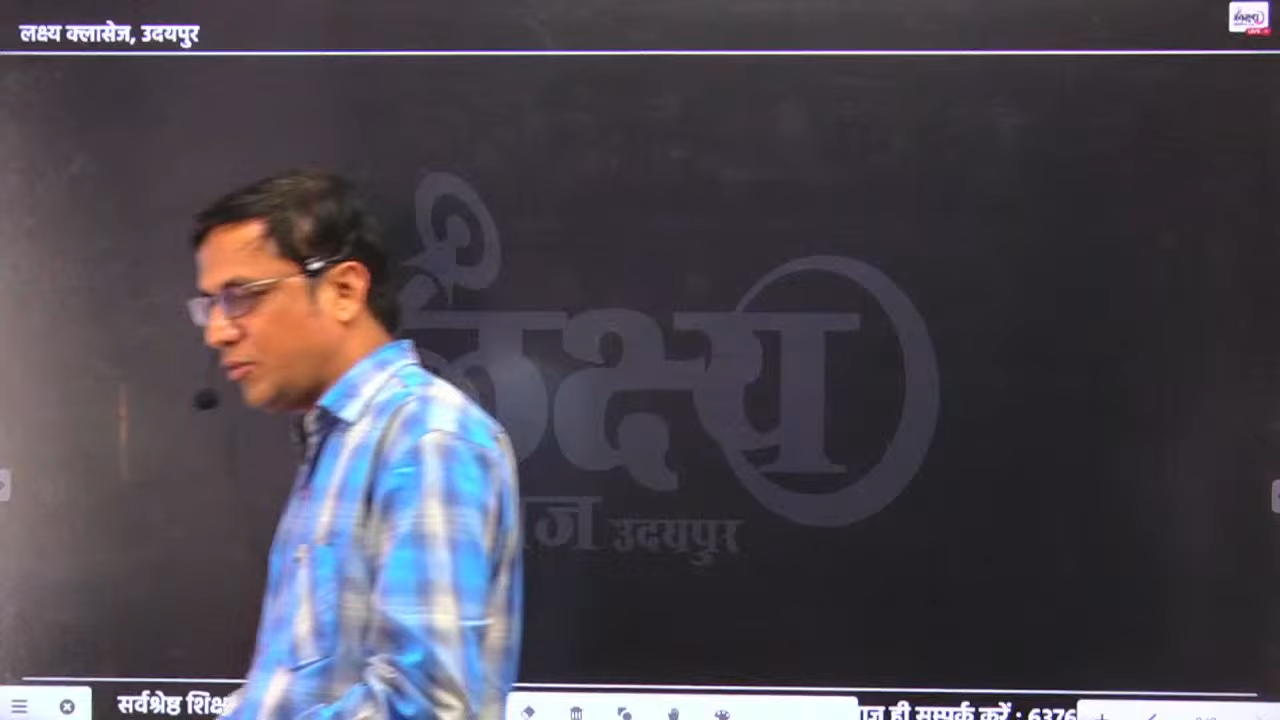 लक्ष्य क्लासेज, उदयपुर
लक्ष्य
उदयपुर
सर्वश्रेष्ठ
ही सम्पर्क करें : 6376